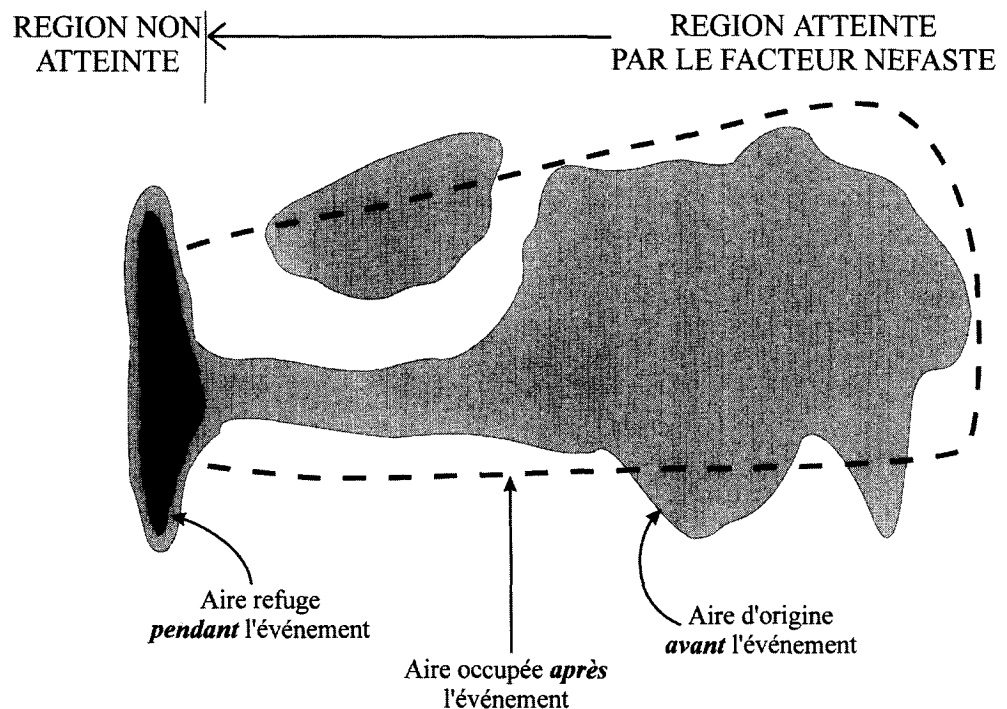 REGION NON
ATTEINTE
REGION ATTEINTE
PAR LE FACTEUR NEFASTE
Aire refuge
pendant l'événement
Aire occupée après
l'événement
Aire d'origine
avant l'événement